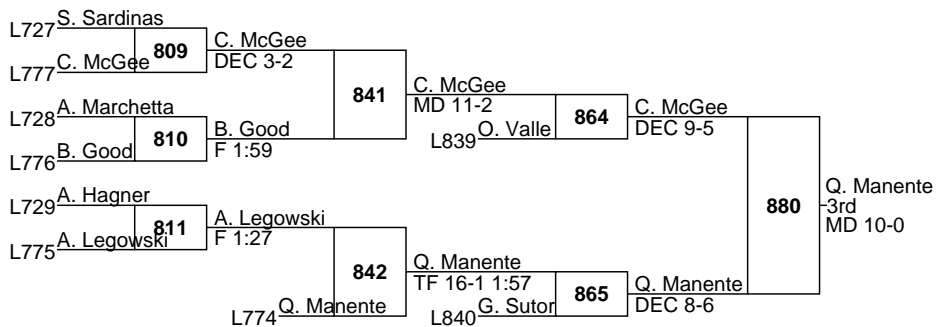 L727 S. Sardinas
809
C. McGee
DEC 3-2
L777 C. McGee
841
C. McGee
MD 11-2
L728 A. Marchetta
810
B. Good
F 1:59
L776 B. Good
L839 O. Valle
864
C. McGee
DEC 9-5
L729 A. Hagner
811
A. Legowski
F 1:27
L775 A. Legowski
842
Q. Manente
TF 16-1 1:57
L774 Q. Manente
L840 G. Sutor
865
Q. Manente
DEC 8-6
880
Q. Manente
3rd
MD 10-0